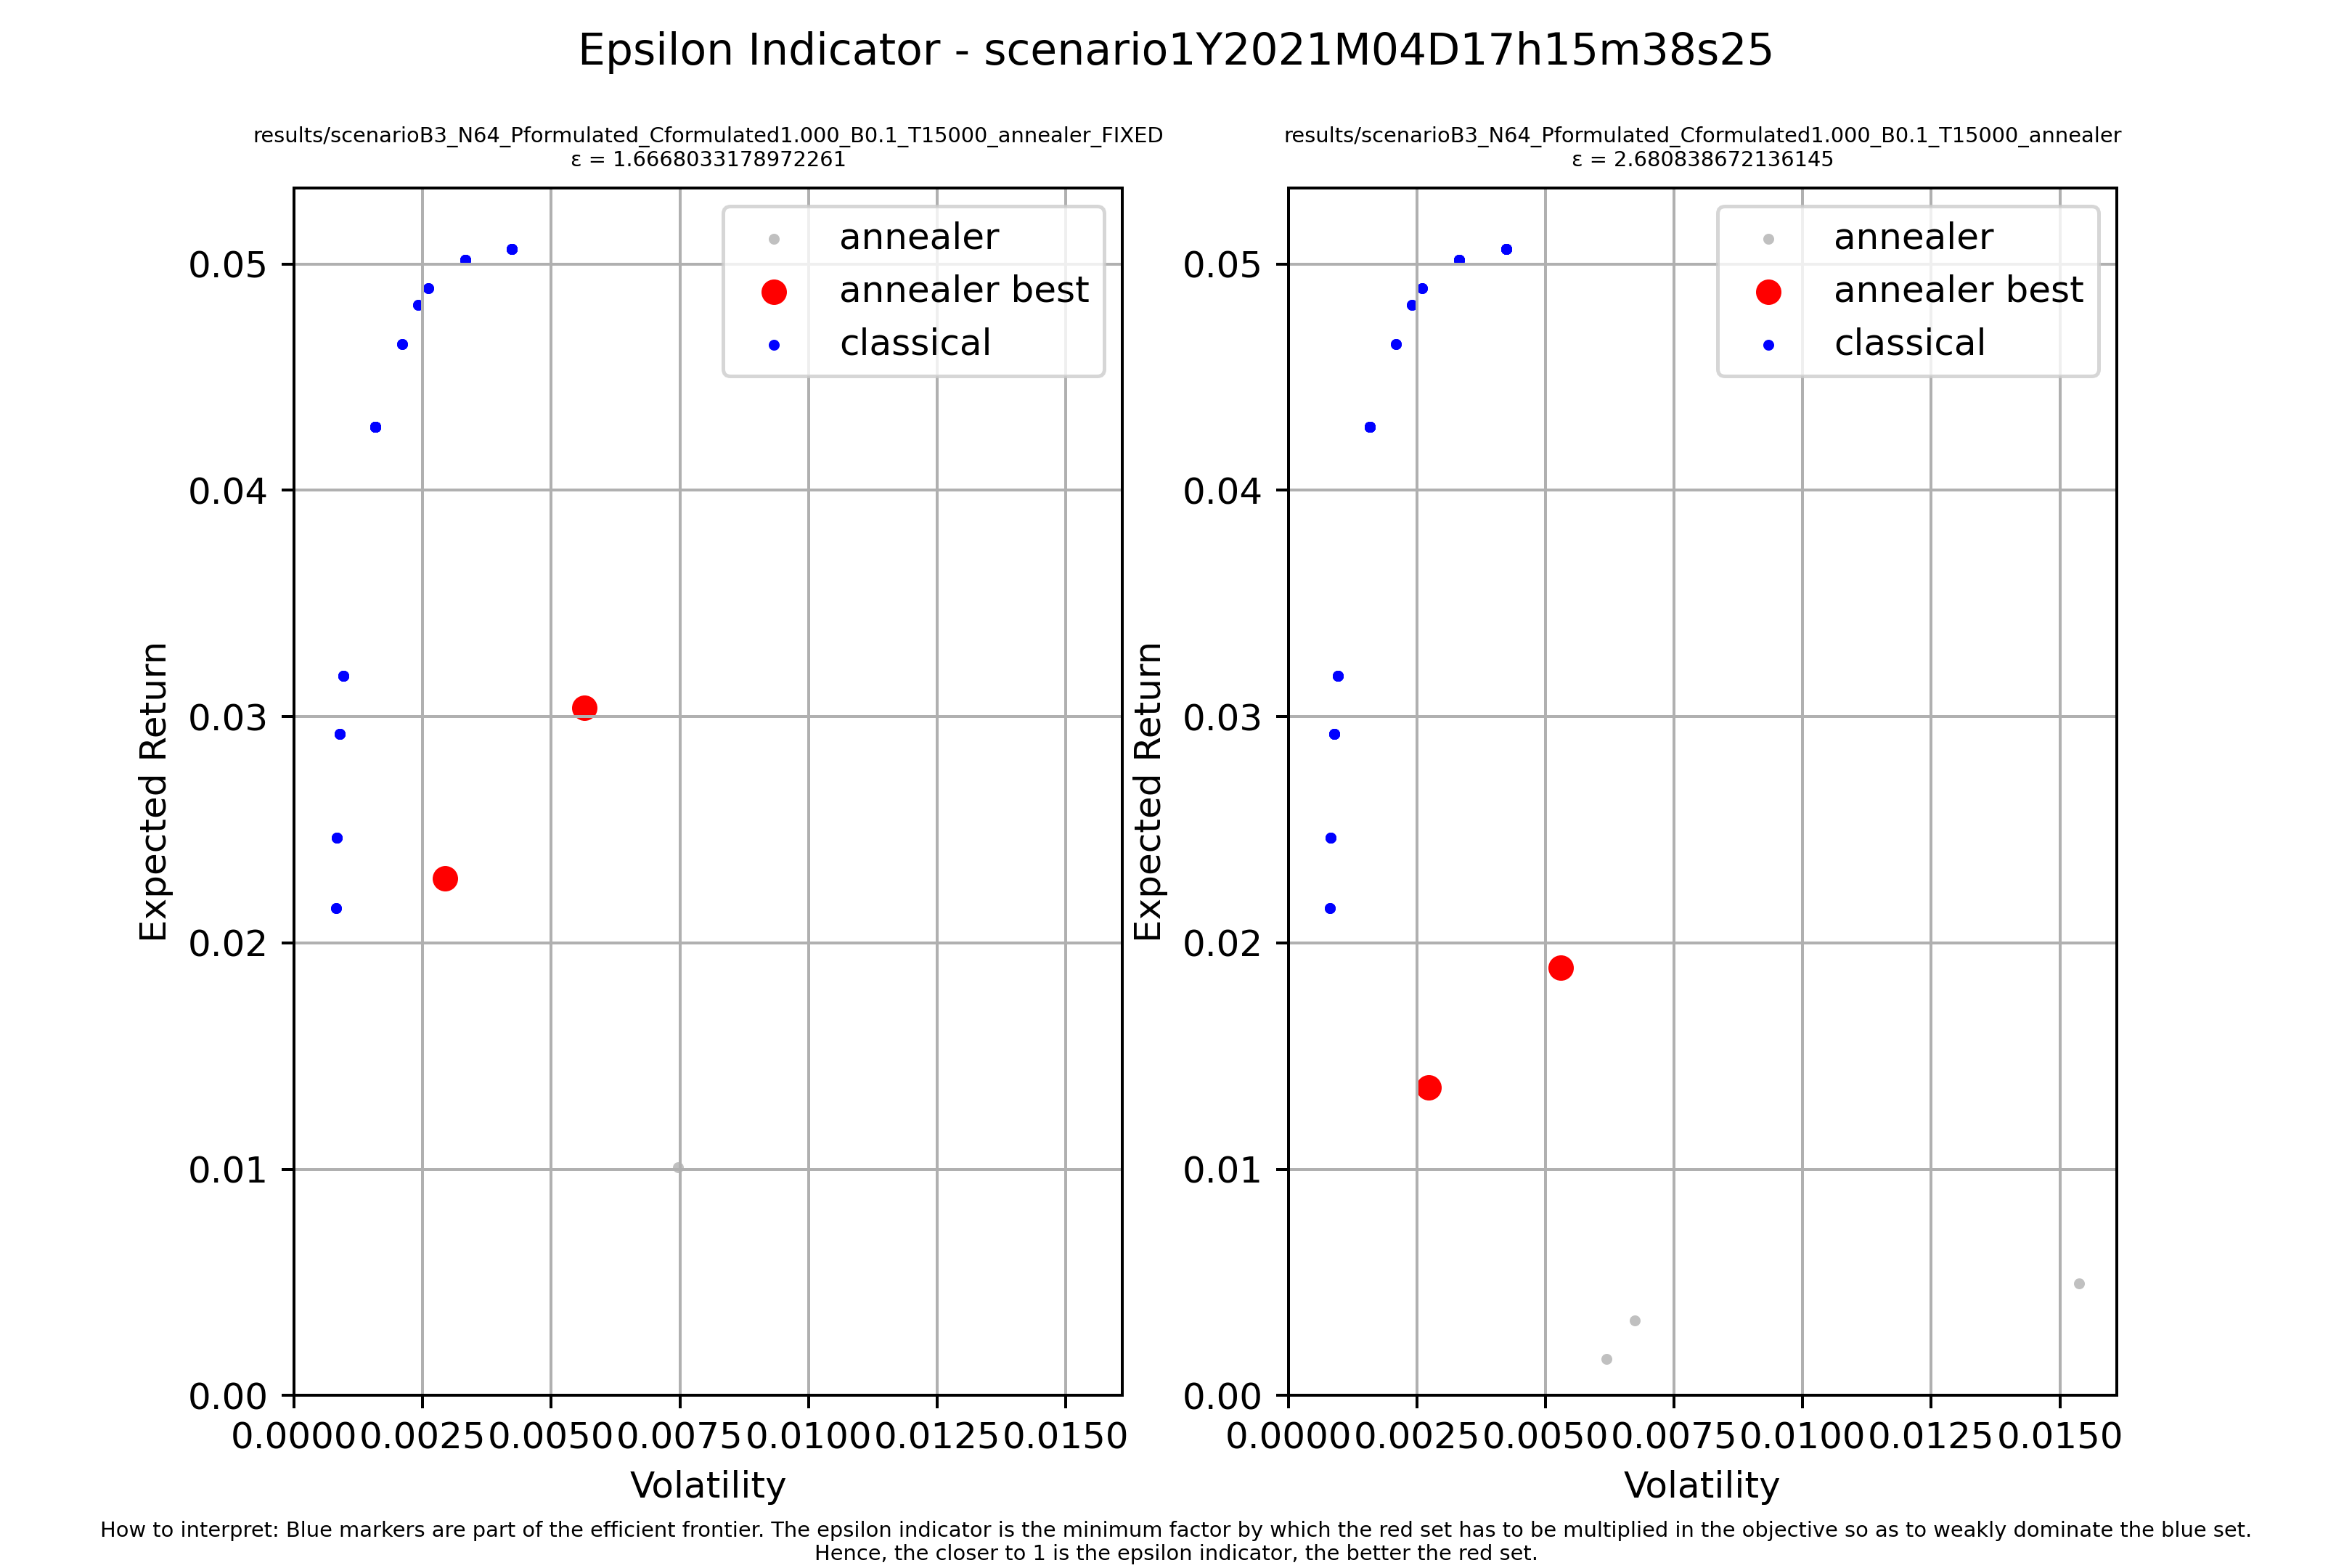 Epsilon Indicator - scenario1Y2021M04D17h15m38s25
results/scenarioB3_N64_Pformulated_Cformulated1.000_B0.1_T15000_annealer_FIXED
ε = 1.6668033178972261
annealer
annealer best
classical
0.05
0.04
0.03
0.02
0.01
0.00
Expected Return
0.0000 0.0025 0.0050 0.0075 0.0100 0.0125 0.0150
Volatility
results/scenarioB3_N64_Pformulated_Cformulated1.000_B0.1_T15000_annealer
ε = 2.680838672136145
annealer
annealer best
classical
0.05
0.04
0.03
0.02
0.01
0.00
Expected Return
0.0000 0.0025 0.0050 0.0075 0.0100 0.0125 0.0150
Volatility
How to interpret: Blue markers are part of the efficient frontier. The epsilon indicator is the minimum factor by which the red set has to be multiplied in the objective so as to weakly dominate the blue set.
Hence, the closer to 1 is the epsilon indicator, the better the red set.